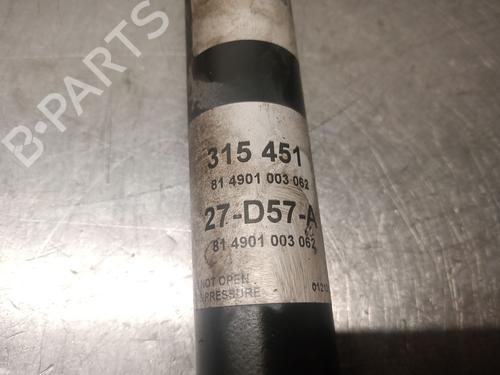 B-PARTS
315 451
81 4901 003 062
27-D57-A
81 4901 003 062
NOT OPEN
PRESSURE